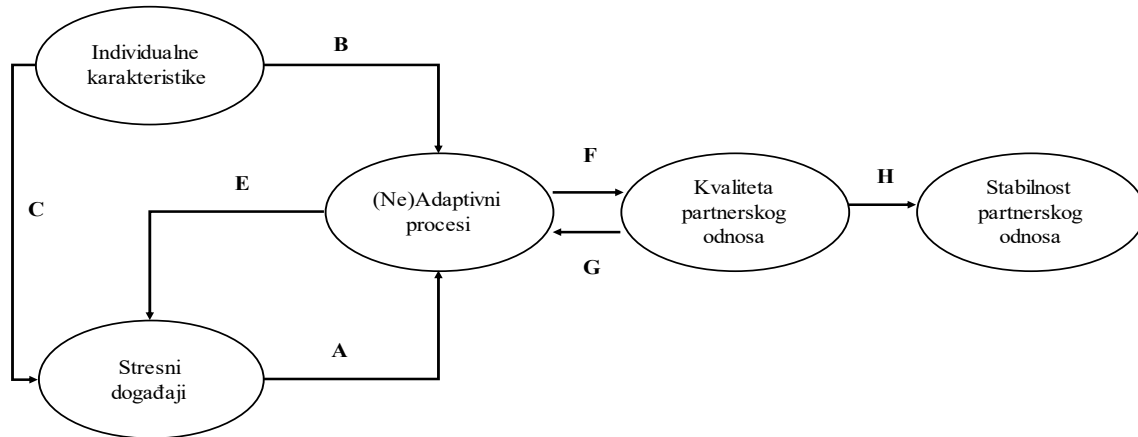 Individualne
karakteristike
B
C
E
(Ne)Adaptivni
procesi
F
G
Kvaliteta
partnerskog
odnosa
H
Stabilnost
partnerskog
odnosa
Stresni
događaji
A